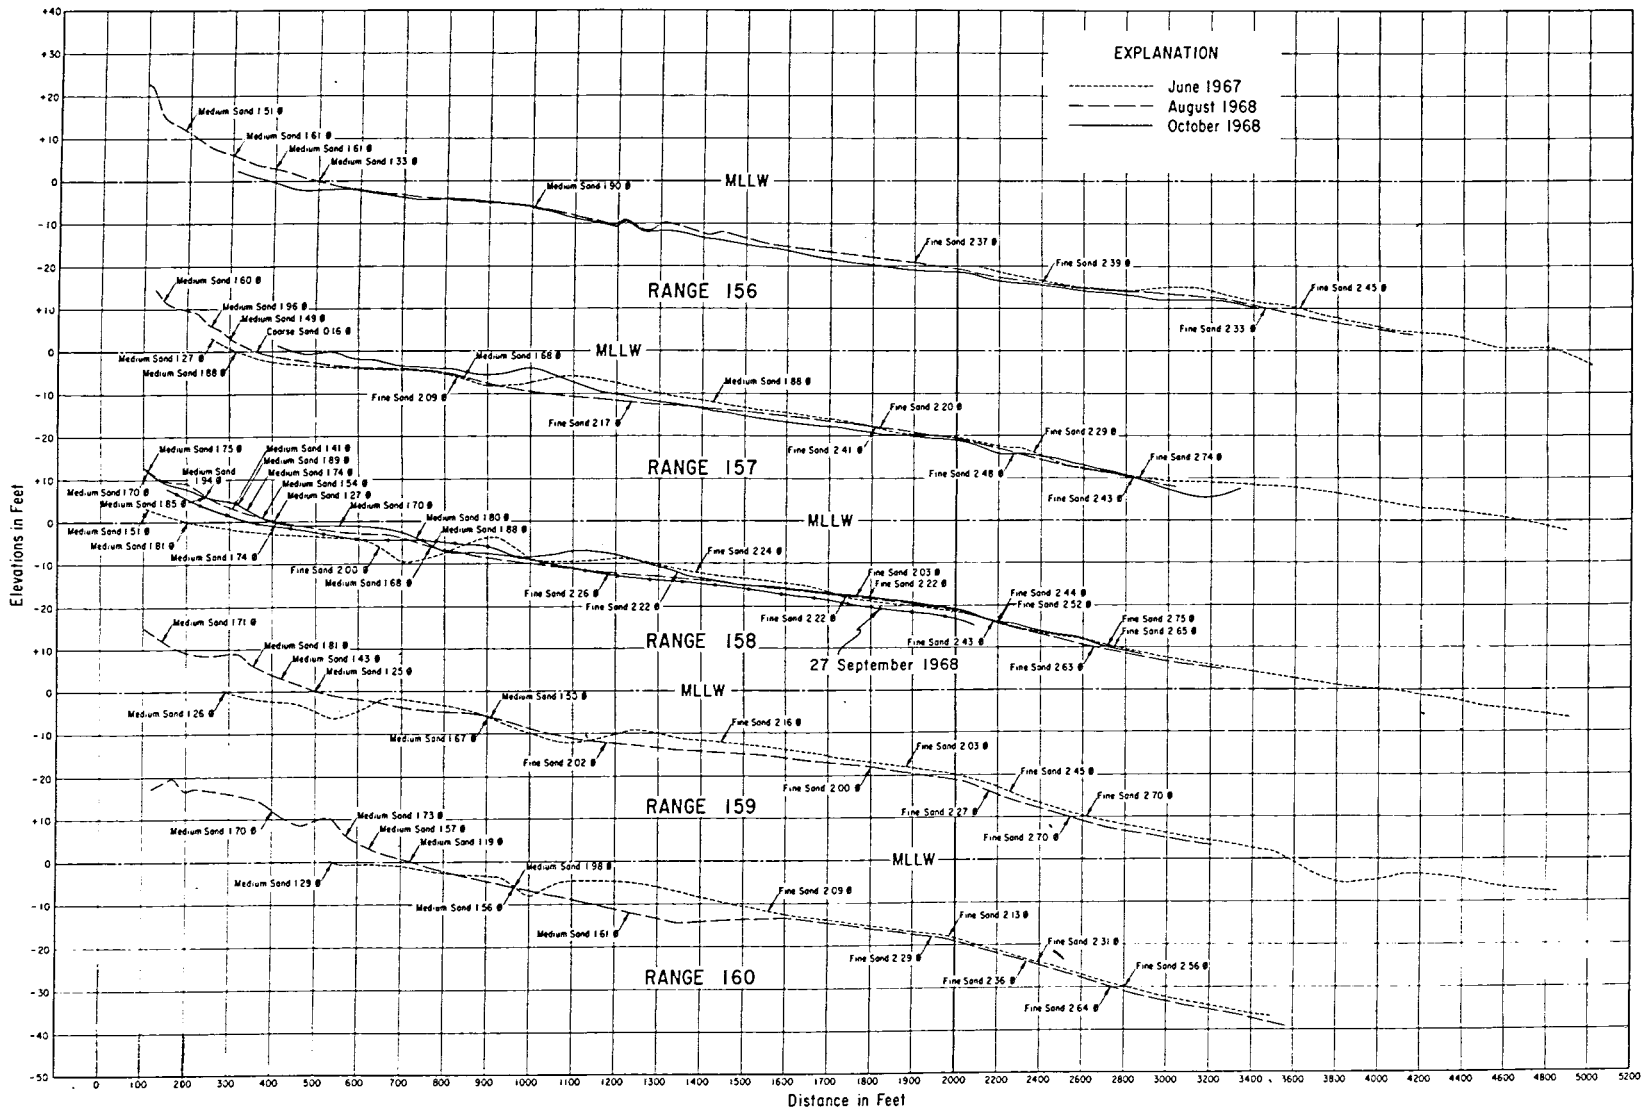 EXPLANATION
June 1967
August 1968
October 1968
Elevations in Feet
+40
+30
+20
+10
0
-10
-20
+10
0
-10
-20
+10
0
-10
-20
+10
0
-10
-20
+10
0
-10
-20
-30
-40
-50
Medium Sand 1.51 Ø
Medium Sand 1.61 Ø
Medium Sand 1.61 Ø
Medium Sand 1.33 Ø
MLLW
Medium Sand 1.90 Ø
Fine Sand 2.37 Ø
Fine Sand 2.39 Ø
Fine Sand 2.45 Ø
Fine Sand 2.33 Ø
RANGE 156
Medium Sand 1.60 Ø
Medium Sand 1.96 Ø
Medium Sand 1.49 Ø
Coarse Sand 0.16 Ø
Medium Sand 1.27 Ø
Medium Sand 1.88 Ø
MLLW
Medium Sand 1.68 Ø
Fine Sand 2.09 Ø
Medium Sand 1.88 Ø
Fine Sand 2.17 Ø
Fine Sand 2.20 Ø
Fine Sand 2.41 Ø
Fine Sand 2.29 Ø
Fine Sand 2.48 Ø
Fine Sand 2.74 Ø
Fine Sand 2.43 Ø
RANGE 157
Medium Sand 1.75 Ø
Medium Sand 1.41 Ø
Medium Sand 1.89 Ø
Medium Sand 1.94 Ø
Medium Sand 1.74 Ø
Medium Sand 1.54 Ø
Medium Sand 1.70 Ø
Medium Sand 1.27 Ø
Medium Sand 1.85 Ø
Medium Sand 1.70 Ø
Medium Sand 1.51 Ø
Medium Sand 1.81 Ø
Medium Sand 1.74 Ø
Medium Sand 1.80 Ø
Medium Sand 1.88 Ø
MLLW
Fine Sand 2.00 Ø
Medium Sand 1.68 Ø
Fine Sand 2.24 Ø
Fine Sand 2.26 Ø
Fine Sand 2.22 Ø
Fine Sand 2.03 Ø
Fine Sand 2.22 Ø
Fine Sand 2.22 Ø
Fine Sand 2.44 Ø
Fine Sand 2.52 Ø
Fine Sand 2.43 Ø
Fine Sand 2.75 Ø
Fine Sand 2.65 Ø
Fine Sand 2.63 Ø
RANGE 158
27 September 1968
Medium Sand 1.71 Ø
Medium Sand 1.81 Ø
Medium Sand 1.43 Ø
Medium Sand 1.25 Ø
MLLW
Medium Sand 1.26 Ø
Medium Sand
Medium Sand 1.67 Ø
Fine Sand 2.16 Ø
Fine Sand 2.02 Ø
Fine Sand 2.03 Ø
Fine Sand 2.00 Ø
Fine Sand 2.45 Ø
Fine Sand 2.27 Ø
Fine Sand 2.70 Ø
Fine Sand 2.70 Ø
RANGE 159
Medium Sand 1.73 Ø
Medium Sand 1.70 Ø
Medium Sand 1.57 Ø
Medium Sand 1.19 Ø
MLLW
Medium Sand 1.29 Ø
Medium Sand 1.98 Ø
Medium Sand 1.56 Ø
Fine Sand 2.09 Ø
Medium Sand 1.61 Ø
Fine Sand 2.13 Ø
Fine Sand 2.29 Ø
Fine Sand 2.31 Ø
Fine Sand 2.36 Ø
Fine Sand 2.56 Ø
Fine Sand 2.64 Ø
RANGE 160
0 100 200 300 400 500 600 700 800 900 1000 1100 1200 1300 1400 1500 1600 1700 1800 1900 2000 2200 2400 2600 2800 3000 3200 3400 3600 3800 4000 4200 4400 4600 4800 5000 5200
Distance in Feet